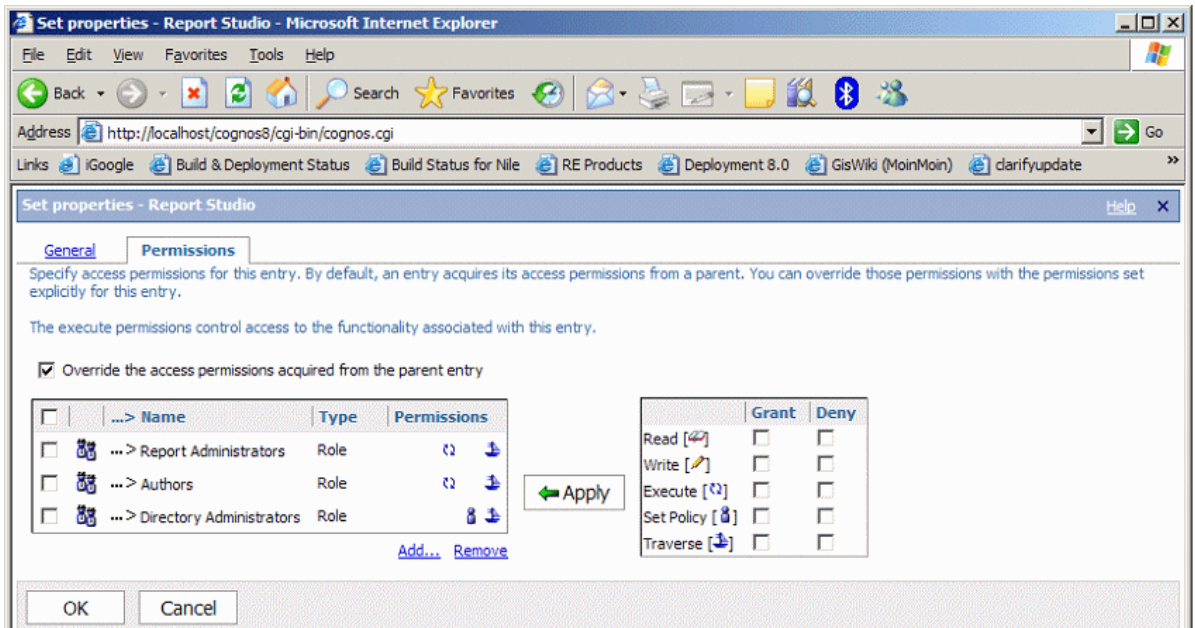 Set properties - Report Studio - Microsoft Internet Explorer
File Edit View Favorites Tools Help
Back Search Favorites
Address http://localhost/cognos8/cgi-bin/cognos.cgi Go
Links iGoogle Build & Deployment Status Build Status for Nile RE Products Deployment 8.0 GisWiki (MoinMoin) clarifyupdate »
Set properties - Report Studio Help
General Permissions
Specify access permissions for this entry. By default, an entry acquires its access permissions from a parent. You can override those permissions with the permissions set
explicitly for this entry.
The execute permissions control access to the functionality associated with this entry.
Override the access permissions acquired from the parent entry
...> Name Type Permissions
... > Report Administrators Role
... > Authors Role
... > Directory Administrators Role
Add... Remove
Apply
Grant Deny
Read []
Write []
Execute []
Set Policy []
Traverse []
OK Cancel